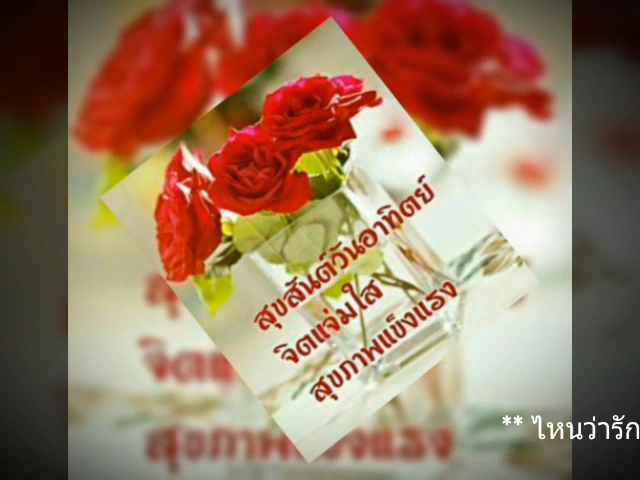 สุขสันต์วันอาทิตย์
จิตแจ่มใส
สุขภาพแข็งแรง
** ไหนว่ารัก